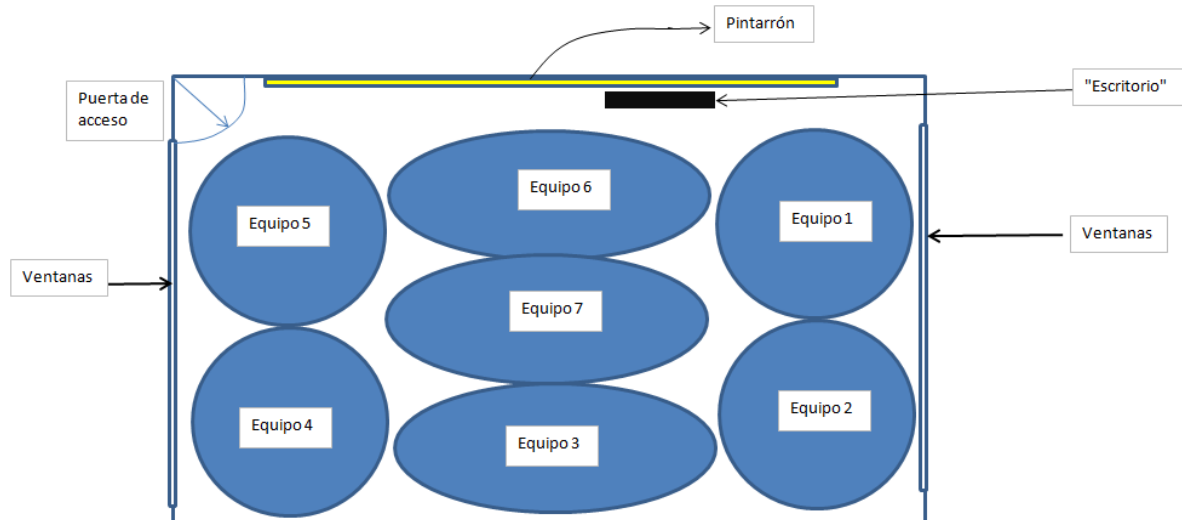 Pintarrón
"Escritorio"
Puerta de
acceso
Equipo 6
Equipo 5
Equipo 1
Ventanas
Ventanas
Equipo 7
Equipo 4
Equipo 2
Equipo 3